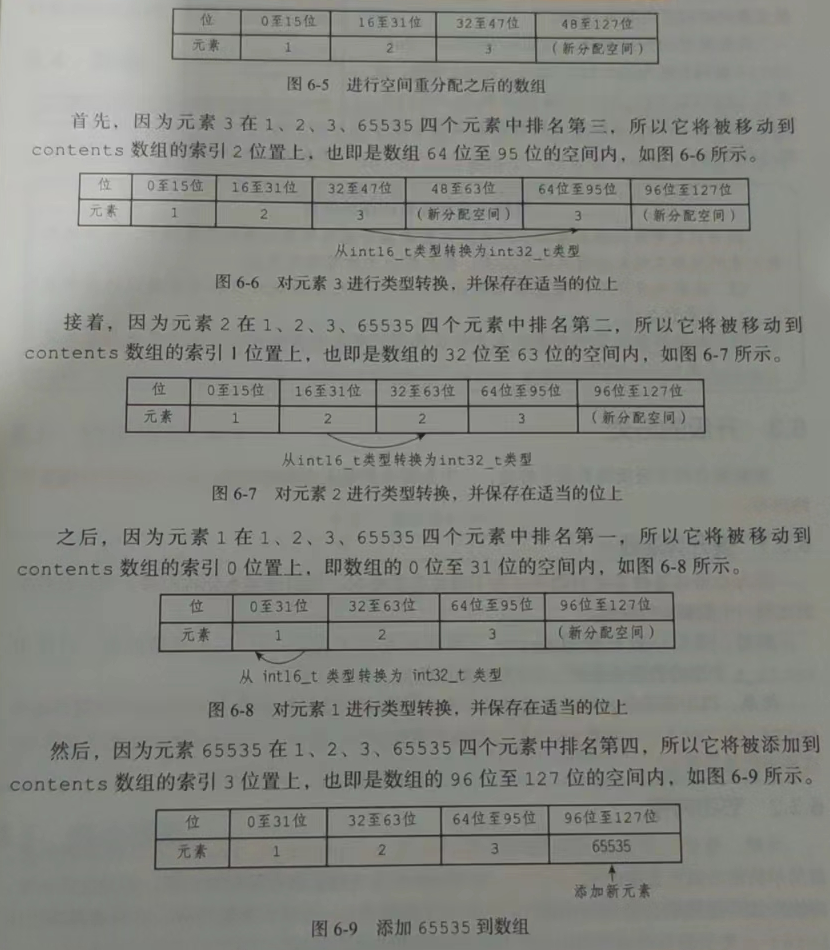 位 0至15位 16至31位 32至47位 48至127位
元素 1 2 3 （新分配空间）
图 6-5 进行空间重分配之后的数组
首先，因为元素 3 在 1、2、3、65535 四个元素中排名第三，所以它将被移动到
contents 数组的索引 2 位置上，也即是数组 64 位至 95 位的空间内，如图 6-6 所示。
位 0至15位 16至31位 32至47位 48至63位 64位至95位 96位至127位
元素 1 2 3 （新分配空间） 3 （新分配空间）
从int16_t类型转换为int32_t类型
图 6-6 对元素 3 进行类型转换，并保存在适当的位上
接着，因为元素 2 在 1、2、3、65535 四个元素中排名第二，所以它将被移动到
contents 数组的索引 1 位置上，也即是数组的 32 位至 63 位的空间内，如图 6-7 所示。
位 0至15位 16至31位 32至63位 64位至95位 96位至127位
元素 1 2 2 3 （新分配空间）
从int16_t类型转换为int32_t类型
图 6-7 对元素 2 进行类型转换，并保存在适当的位上
之后，因为元素 1 在 1、2、3、65535 四个元素中排名第一，所以它将被移动到
contents 数组的索引 0 位置上，即数组的 0 位至 31 位的空间内，如图 6-8 所示。
位 0至31位 32至63位 64位至95位 96位至127位
元素 1 2 3 （新分配空间）
从 int16_t 类型转换为 int32_t 类型
图 6-8 对元素 1 进行类型转换，并保存在适当的位上
然后，因为元素 65535 在 1、2、3、65535 四个元素中排名第四，所以它将被添加到
contents 数组的索引 3 位置上，也即是数组的 96 位至 127 位的空间内，如图 6-9 所示。
位 0至31位 32至63位 64位至95位 96位至127位
元素 1 2 3 65535
添加新元素
图 6-9 添加 65535 到数组